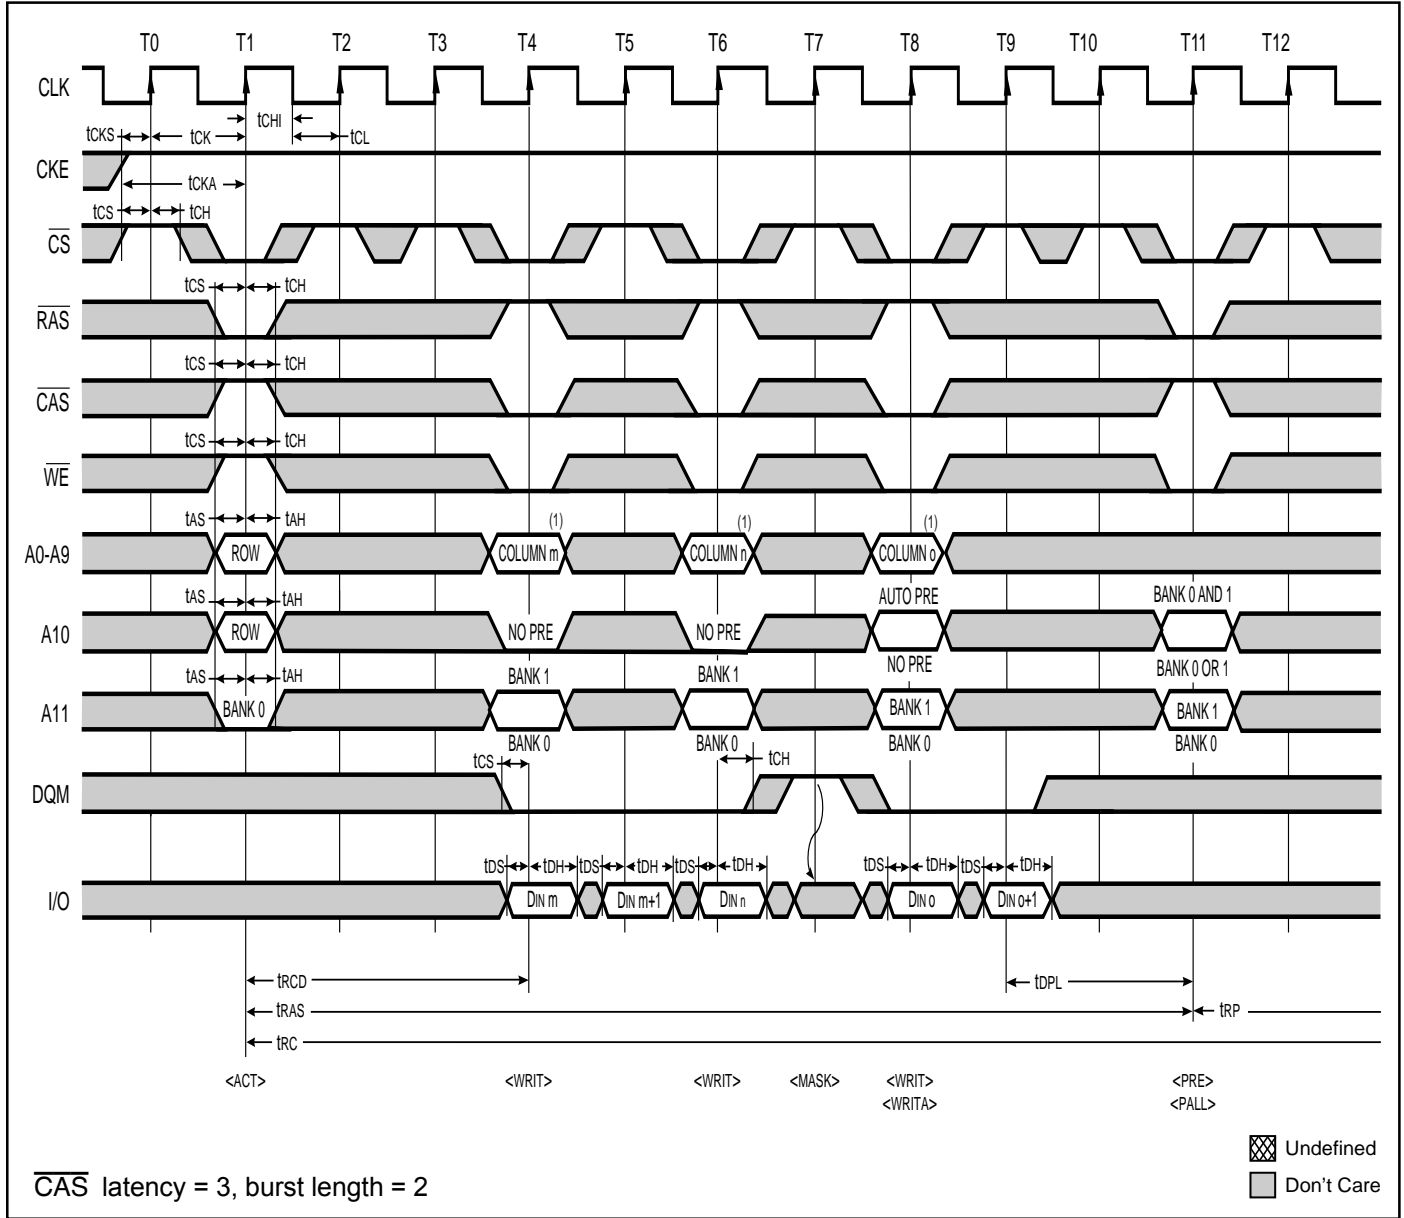 T0 T1 T2 T3 T4 T5 T6 T7 T8 T9 T10 T11 T12
CLK
tCHI
tCKS tCK tCL
CKE
tCKA
tCS tCH
CS
tCS tCH
RAS
tCS tCH
CAS
tCS tCH
WE
tAS tAH (1) (1) (1)
A0-A9 ROW COLUMN m COLUMN n COLUMN o
tAS tAH AUTO PRE BANK 0 AND 1
A10 ROW NO PRE NO PRE
NO PRE BANK 0 OR 1
tAS tAH BANK 1 BANK 1
A11 BANK 0 BANK 1 BANK 1
BANK 0 BANK 0 BANK 0 BANK 0
tCS tCH
DQM
tDS tDH tDS tDH tDS tDH tDS tDH tDS tDH
I/O DIN m DIN m+1 DIN n DIN o DIN o+1
tRCD tDPL
tRAS tRP
tRC
<ACT> <WRIT> <WRIT> <MASK> <WRIT> <PRE>
<WRITA> <PALL>
Undefined
CAS latency = 3, burst length = 2 Don't Care